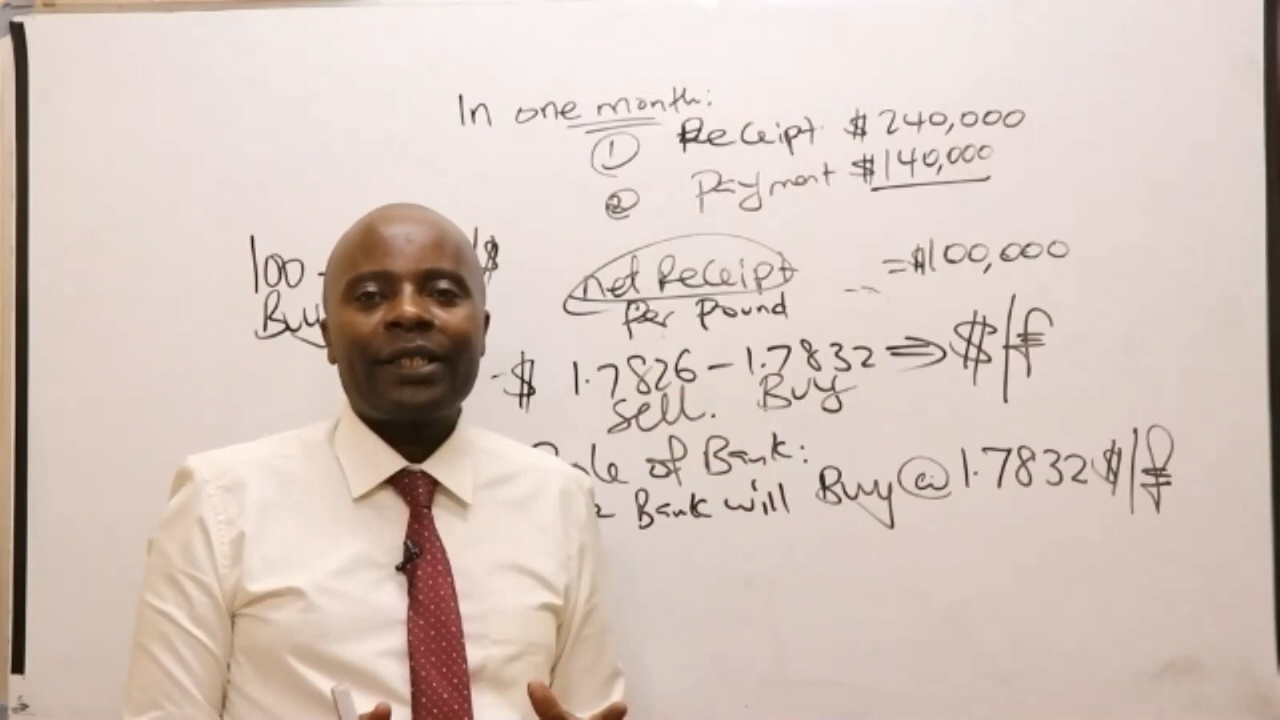 In one month:
① Receipt $240,000
② Payment $140,000
100 - /$
Buy
net Receipt = $100,000
Per Pound
$ 1.7826 - 1.7832 ⇒ $/£
Sell. Buy
of Bank:
Bank will Buy @ 1.7832 $/£